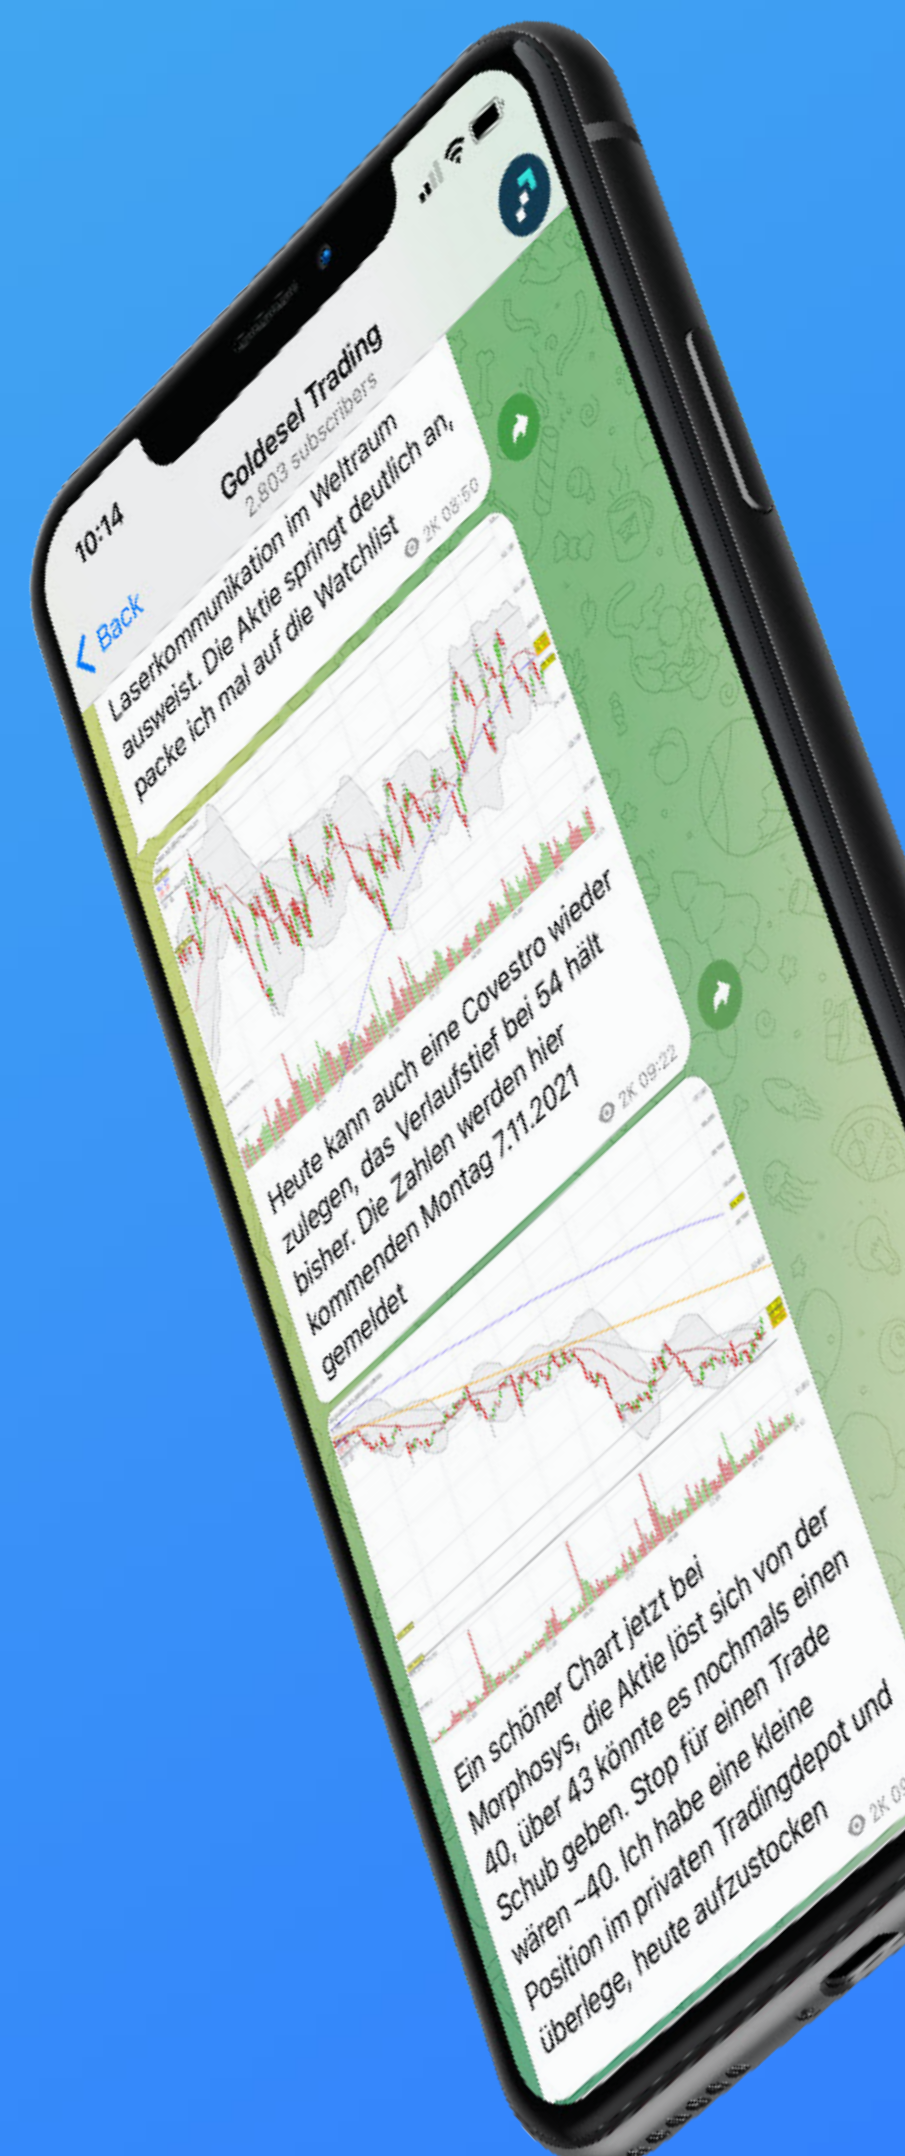 10:14
Back
Goldesel Trading
2,803 subscribers
Laserkommunikation im Weltraum
ausweist. Die Aktie springt deutlich an,
packe ich mal auf die Watchlist
2K 08:50
Heute kann auch eine Covestro wieder
zulegen, das Verlaufstief bei 54 hält
bisher. Die Zahlen werden hier
kommenden Montag 7.11.2021
gemeldet
2K 09:22
Ein schöner Chart jetzt bei
Morphosys, die Aktie löst sich von der
40, über 43 könnte es nochmals einen
Schub geben. Stop für einen Trade
wären ~40. Ich habe eine kleine
Position im privaten Tradingdepot und
überlege, heute aufzustocken
2K